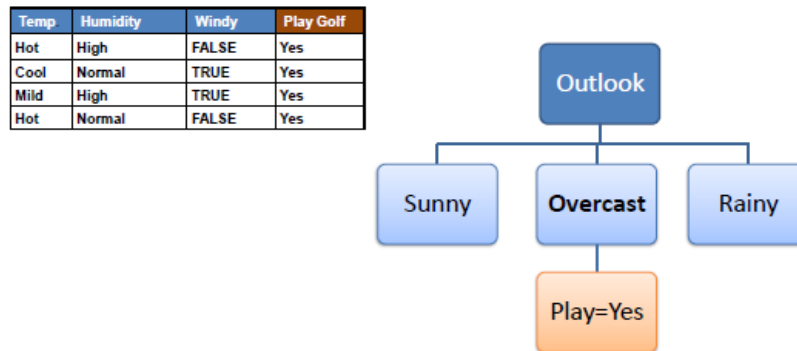 Temp. Humidity Windy Play Golf
Hot High FALSE Yes
Cool Normal TRUE Yes
Mild High TRUE Yes
Hot Normal FALSE Yes
Outlook
Sunny Overcast Rainy
Play=Yes